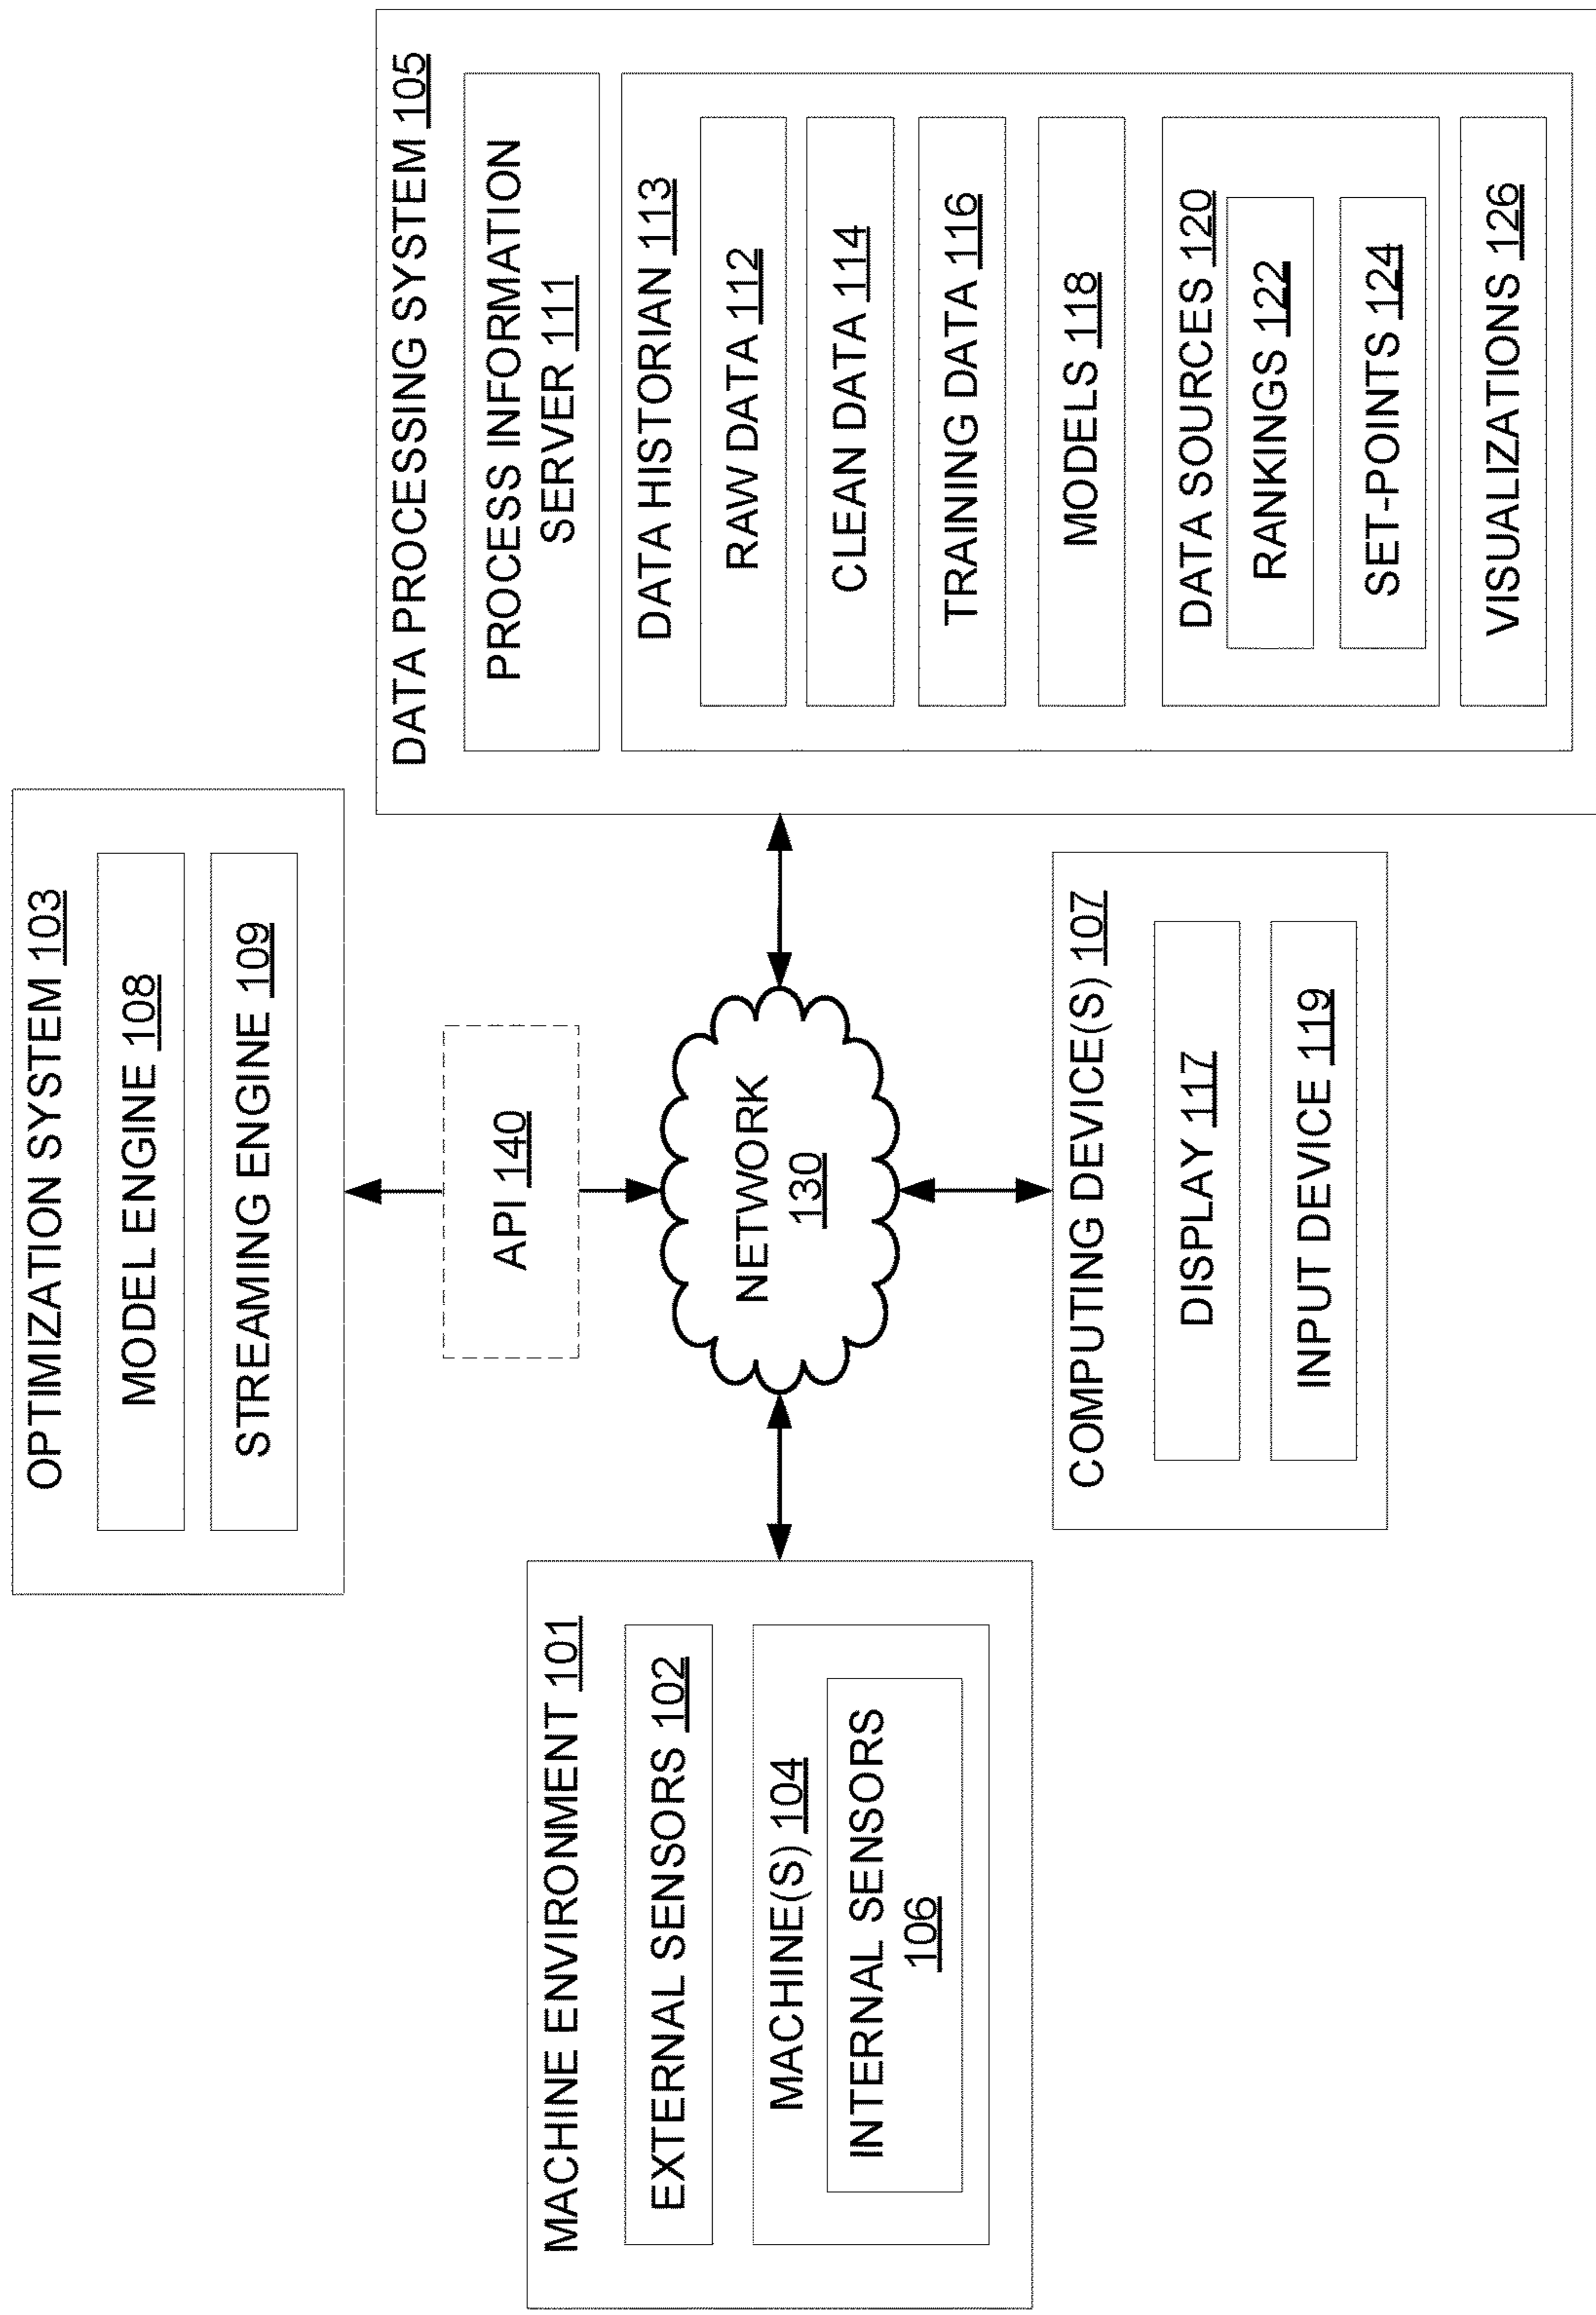 OPTIMIZATION SYSTEM 103
MODEL ENGINE 108
STREAMING ENGINE 109
API 140
NETWORK
130
MACHINE ENVIRONMENT 101
EXTERNAL SENSORS 102
MACHINE(S) 104
INTERNAL SENSORS
106
COMPUTING DEVICE(S) 107
DISPLAY 117
INPUT DEVICE 119
DATA PROCESSING SYSTEM 105
PROCESS INFORMATION
SERVER 111
DATA HISTORIAN 113
RAW DATA 112
CLEAN DATA 114
TRAINING DATA 116
MODELS 118
DATA SOURCES 120
RANKINGS 122
SET-POINTS 124
VISUALIZATIONS 126